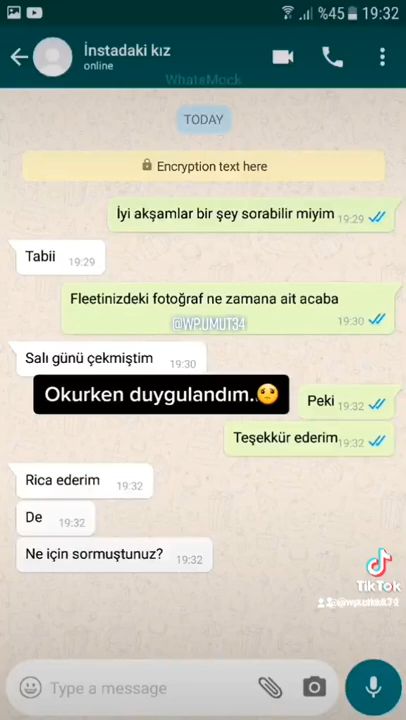 %45 19:32
İnstadaki kız
online
WhatsMock
TODAY
Encryption text here
İyi akşamlar bir şey sorabilir miyim 19:29
Tabii 19:29
Fleetinizdeki fotoğraf ne zamana ait acaba
19:30
@WPUMUT34
Salı günü çekmiştim 19:30
Okurken duygulandım..
Peki 19:32
Teşekkür ederim 19:32
Rica ederim 19:32
De 19:32
Ne için sormuştunuz? 19:32
TikTok
Type a message